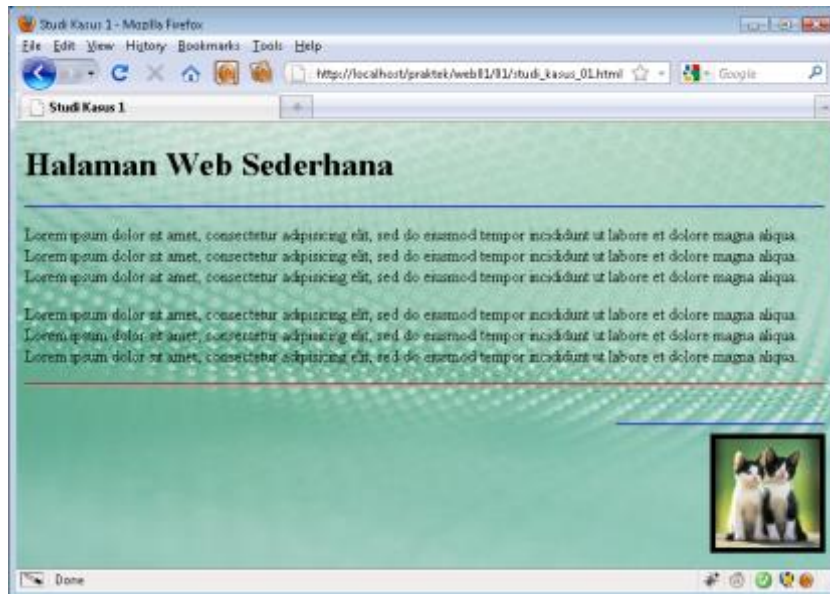 Studi Kasus 1 - Mozilla Firefox
File Edit View History Bookmarks Tools Help
http://localhost/praktek/web01/01/studi_kasus_01.html
Google
Studi Kasus 1
Halaman Web Sederhana
Lorem ipsum dolor sit amet, consectetur adipisicing elit, sed do eiusmod tempor incididunt ut labore et dolore magna aliqua.
Lorem ipsum dolor sit amet, consectetur adipisicing elit, sed do eiusmod tempor incididunt ut labore et dolore magna aliqua.
Lorem ipsum dolor sit amet, consectetur adipisicing elit, sed do eiusmod tempor incididunt ut labore et dolore magna aliqua.
Lorem ipsum dolor sit amet, consectetur adipisicing elit, sed do eiusmod tempor incididunt ut labore et dolore magna aliqua.
Lorem ipsum dolor sit amet, consectetur adipisicing elit, sed do eiusmod tempor incididunt ut labore et dolore magna aliqua.
Lorem ipsum dolor sit amet, consectetur adipisicing elit, sed do eiusmod tempor incididunt ut labore et dolore magna aliqua.
Done